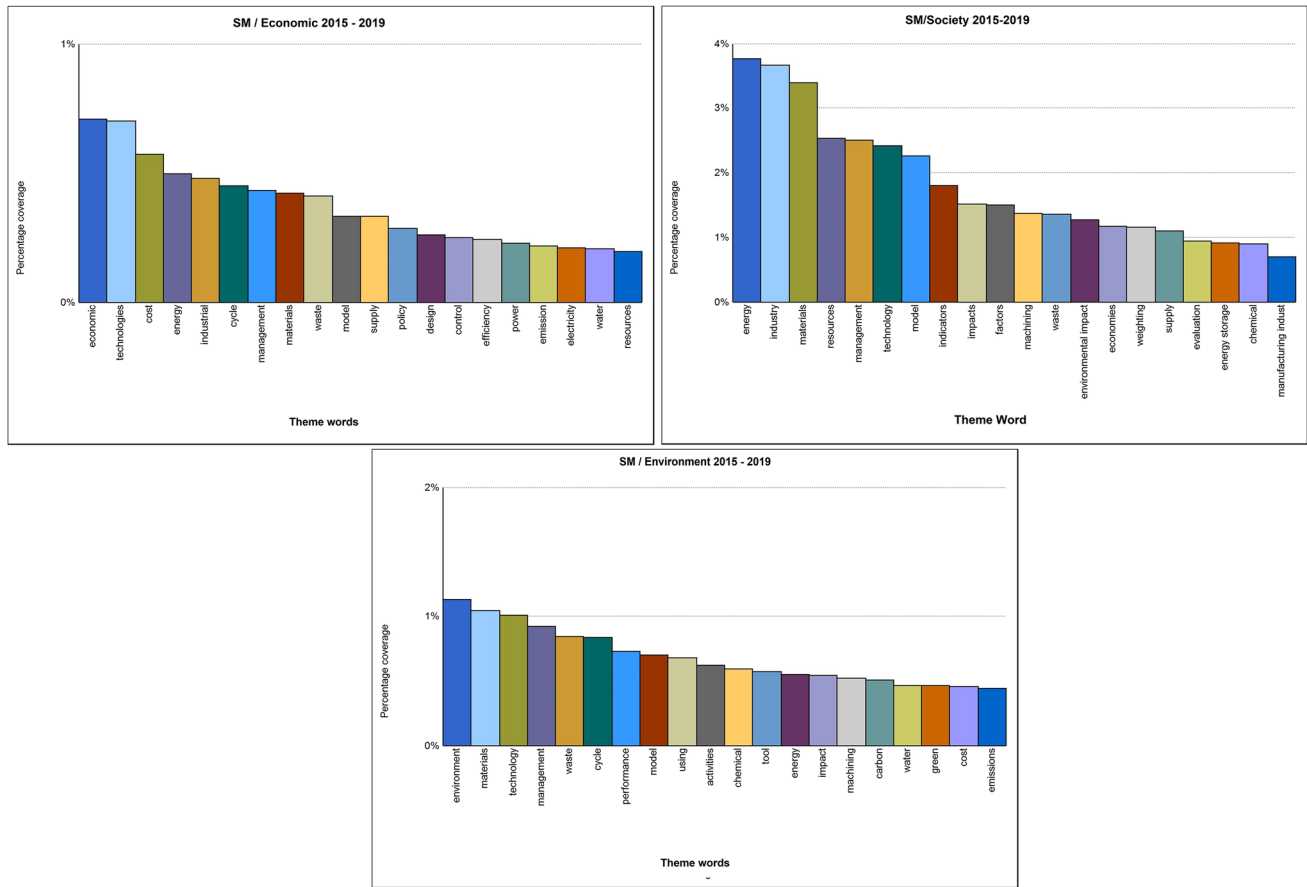 SM / Economic 2015 - 2019
1%
0%
Percentage coverage
economic
technologies
cost
energy
industrial
cycle
management
materials
waste
model
supply
policy
design
control
efficiency
power
emission
electricity
water
resources
Theme words
SM/Society 2015-2019
4%
3%
2%
1%
0%
Percentage coverage
energy
industry
materials
resources
management
technology
model
indicators
impacts
factors
machining
waste
environmental impact
economies
weighting
supply
evaluation
energy storage
chemical
manufacturing indust
Theme Word
SM / Environment 2015 - 2019
2%
1%
0%
Percentage coverage
environment
materials
technology
management
waste
cycle
performance
model
using
activities
chemical
tool
energy
impact
machining
carbon
water
green
cost
emissions
Theme words